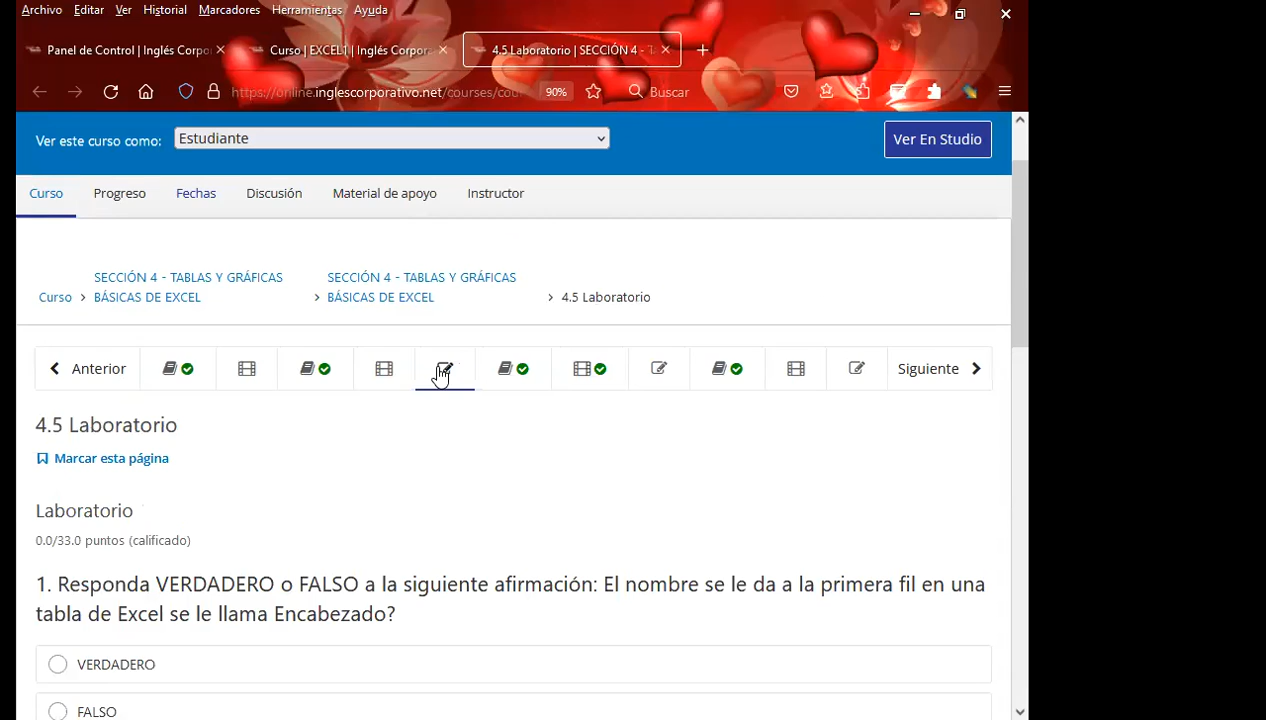 Archivo Editar Ver Historial Marcadores Herramientas Ayuda
Panel de Control | Inglés Corpo
Curso | EXCEL1 | Inglés Corpora
4.5 Laboratorio | SECCIÓN 4 - T
https://online.inglescorporativo.net/courses/cou
90%
Buscar
Ver este curso como:
Estudiante
Ver En Studio
Curso Progreso Fechas Discusión Material de apoyo Instructor
SECCIÓN 4 - TABLAS Y GRÁFICAS SECCIÓN 4 - TABLAS Y GRÁFICAS
Curso > BÁSICAS DE EXCEL > BÁSICAS DE EXCEL > 4.5 Laboratorio
Anterior
Siguiente
4.5 Laboratorio
Marcar esta página
Laboratorio
0.0/33.0 puntos (calificado)
1. Responda VERDADERO o FALSO a la siguiente afirmación: El nombre se le da a la primera fil en una
tabla de Excel se le llama Encabezado?
VERDADERO
FALSO